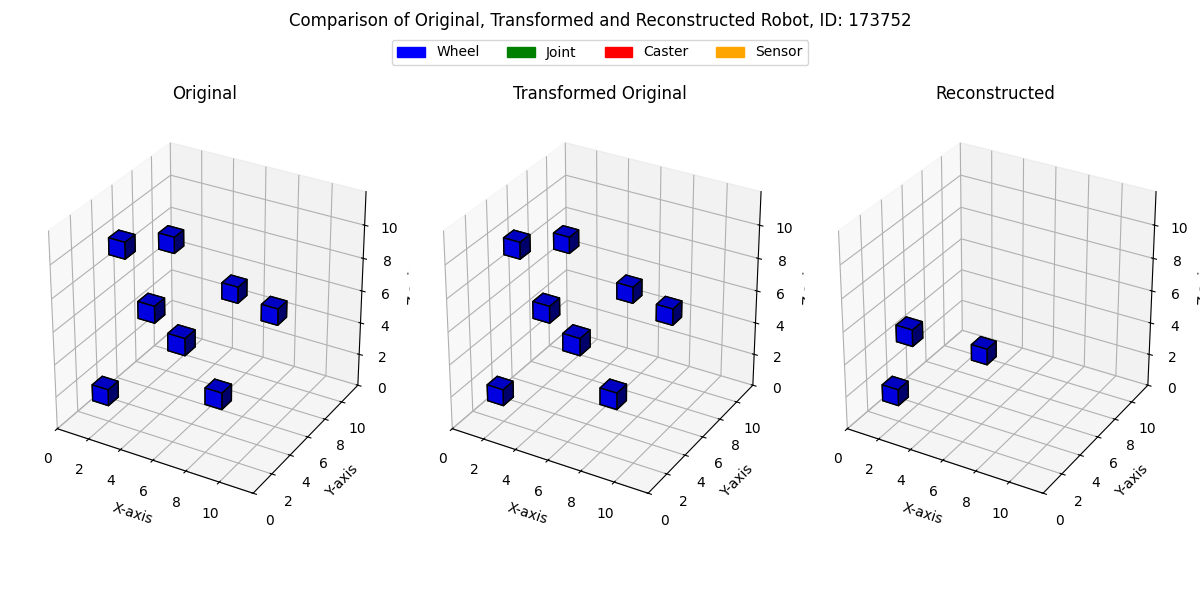 Comparison of Original, Transformed and Reconstructed Robot, ID: 173752
Wheel Joint Caster Sensor
Original Transformed Original Reconstructed
10 10 10
8 8 8
6 6 6
4 4 4
2 2 2
0 0 0
0 2 4 6 8 10 0 2 4 6 8 10 0 2 4 6 8 10
0 2 4 6 8 10 0 2 4 6 8 10 0 2 4 6 8 10
X-axis Y-axis X-axis Y-axis X-axis Y-axis